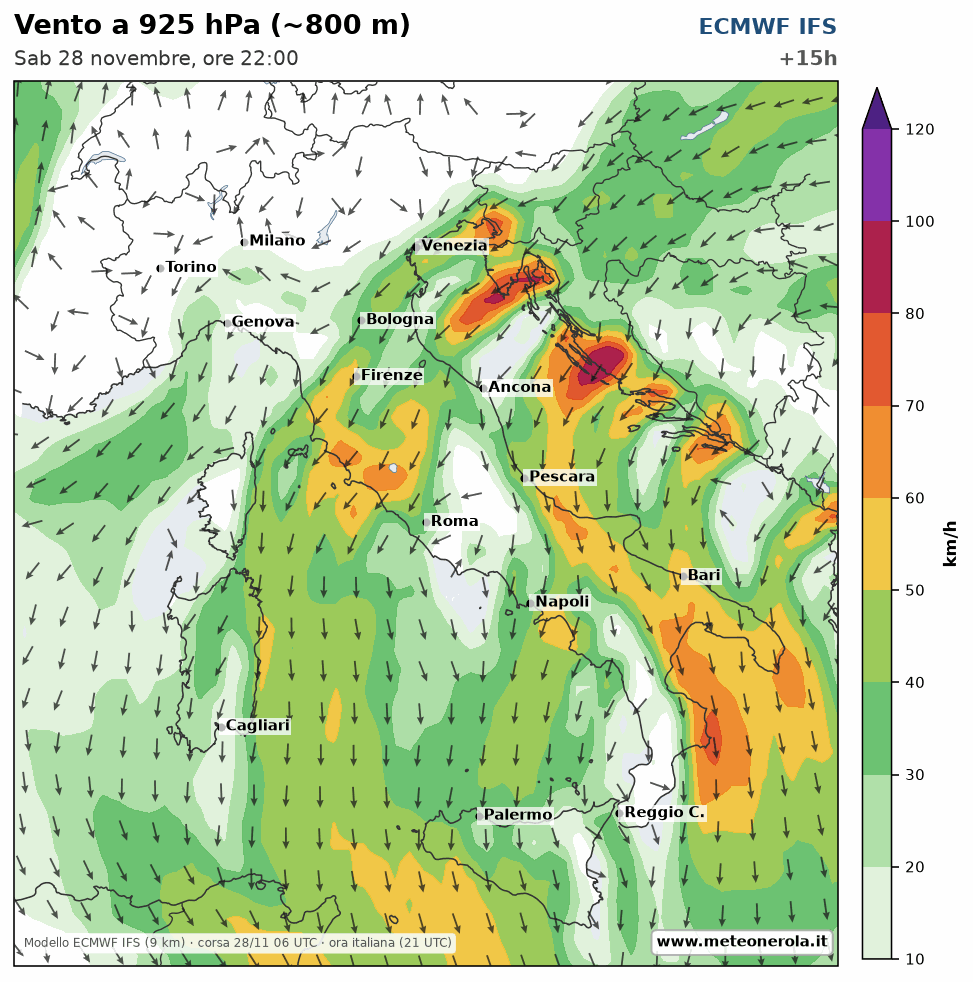 Vento a 925 hPa (~800 m)
ECMWF IFS
Sab 28 novembre, ore 22:00
+15h
Milano
Venezia
Torino
Genova
Bologna
Firenze
Ancona
Pescara
Roma
Bari
Napoli
Cagliari
Palermo
Reggio C.
120
100
80
70
60
50
40
30
20
10
km/h
Modello ECMWF IFS (9 km) · corsa 28/11 06 UTC · ora italiana (21 UTC)
www.meteonerola.it